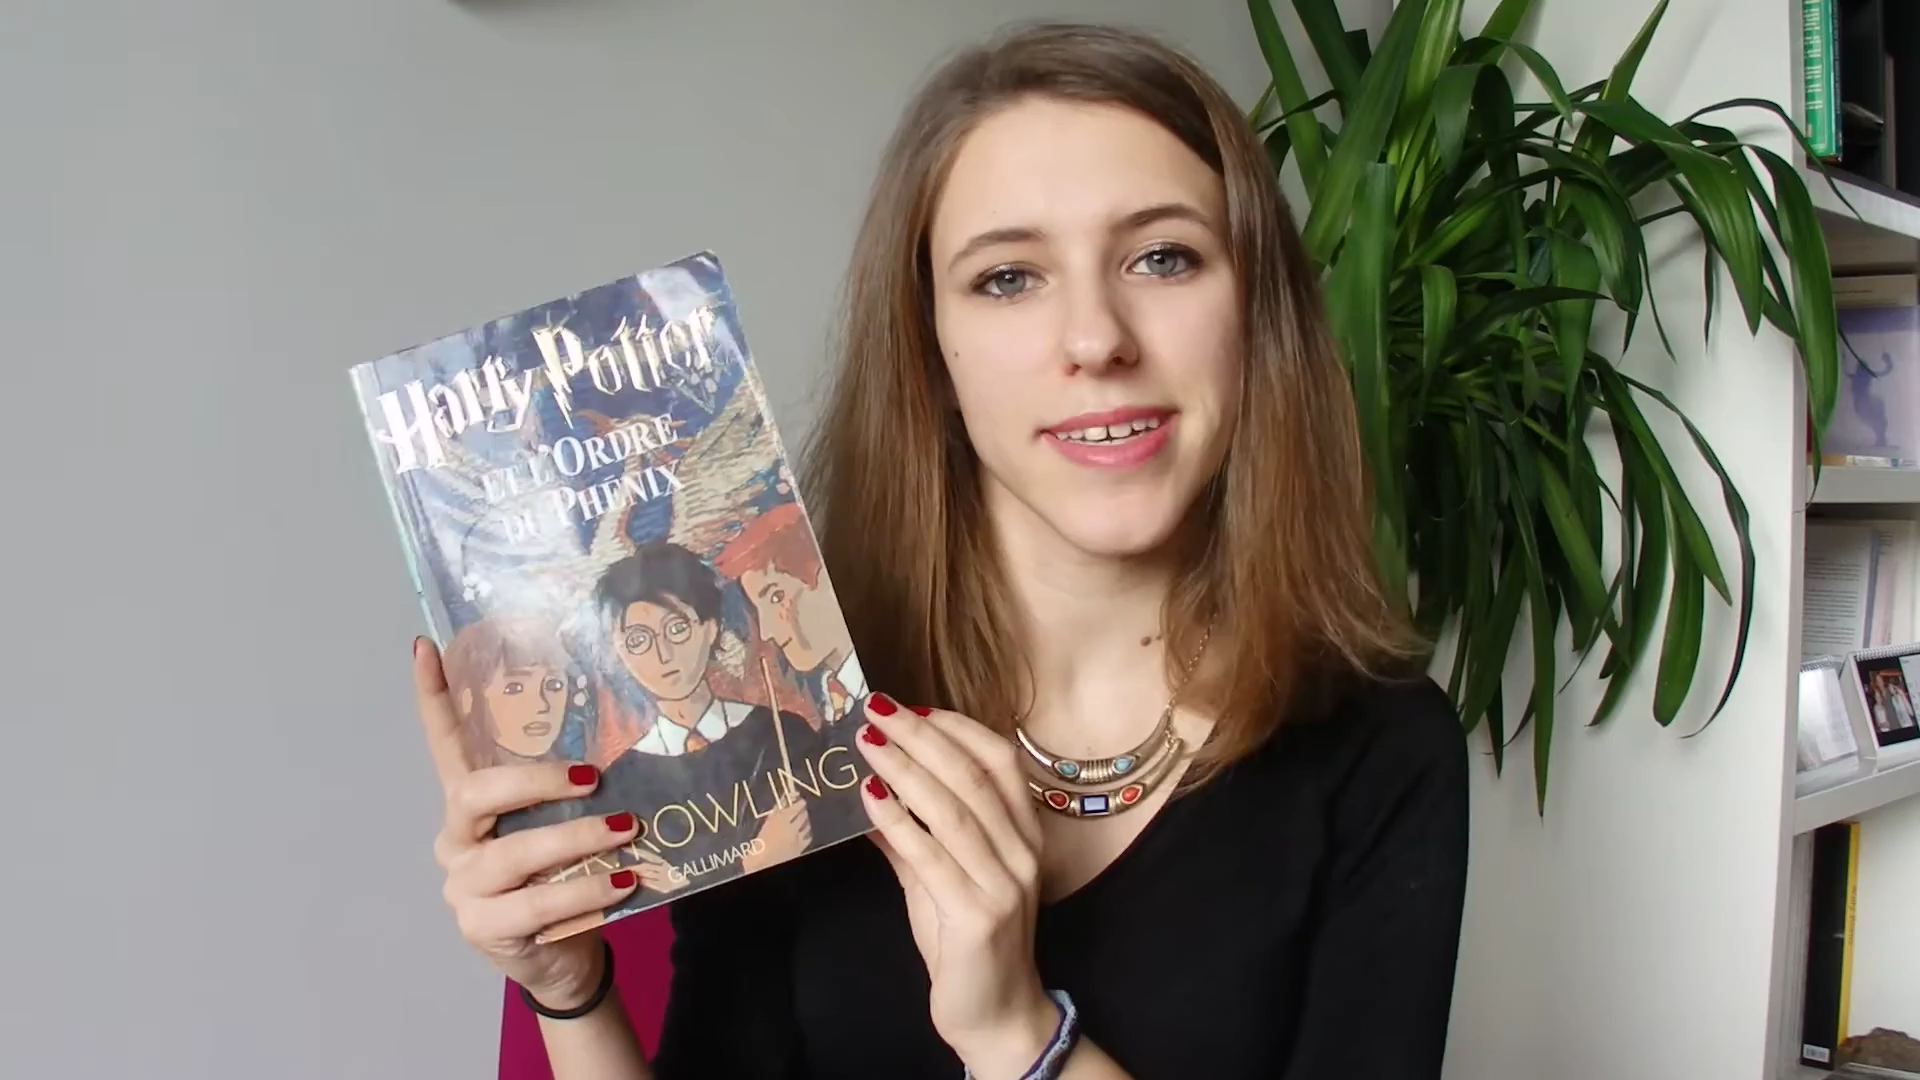 Harry Potter
ET L'ORDRE
DU PHÉNIX
K. ROWLING
GALLIMARD